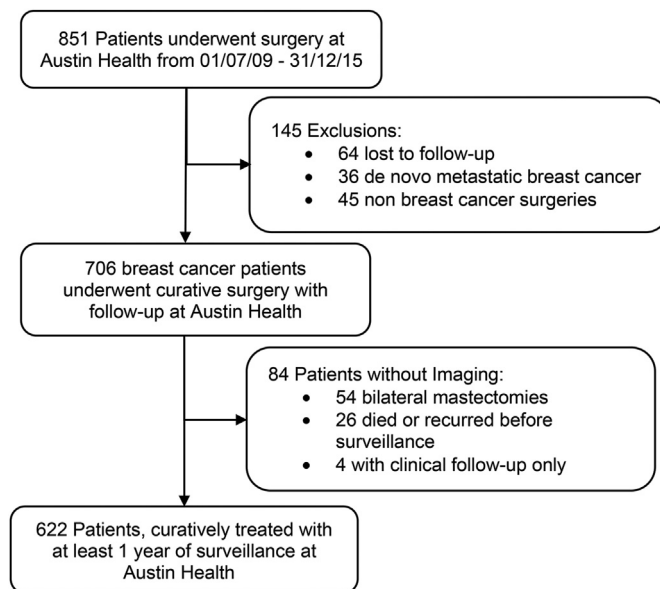 851 Patients underwent surgery at
Austin Health from 01/07/09 - 31/12/15
145 Exclusions:
• 64 lost to follow-up
• 36 de novo metastatic breast cancer
• 45 non breast cancer surgeries
706 breast cancer patients
underwent curative surgery with
follow-up at Austin Health
84 Patients without Imaging:
• 54 bilateral mastectomies
• 26 died or recurred before
surveillance
• 4 with clinical follow-up only
622 Patients, curatively treated with
at least 1 year of surveillance at
Austin Health